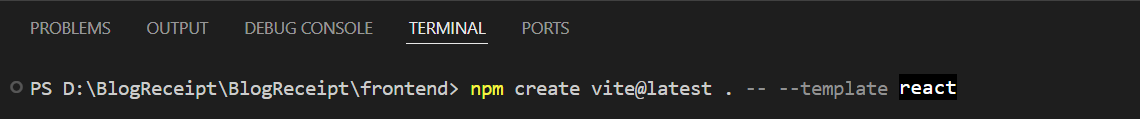 PROBLEMS OUTPUT DEBUG CONSOLE TERMINAL PORTS
PS D:\BlogReceipt\BlogReceipt\frontend> npm create vite@latest . -- --template react